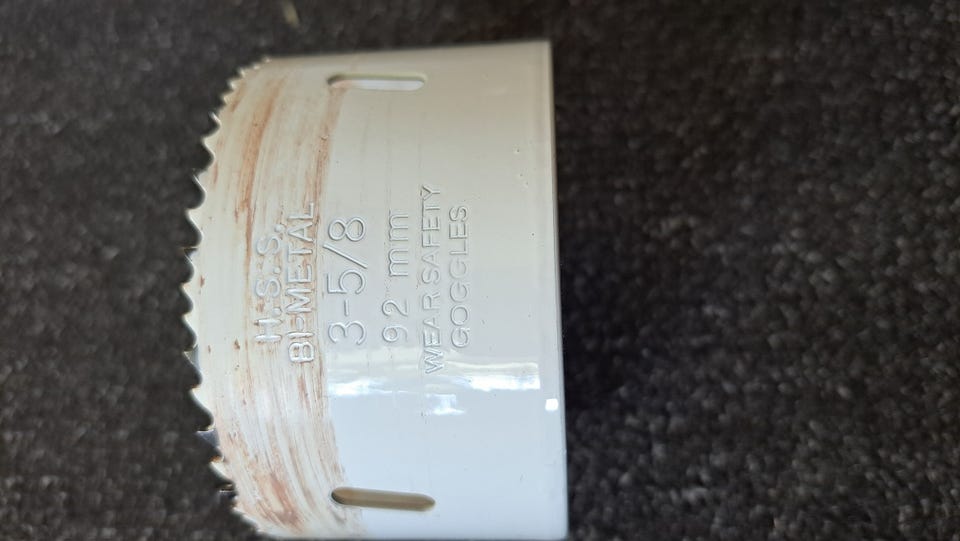 H.S.S.
BI-METAL
3-5/8
92 mm
WEAR SAFETY
GOGGLES